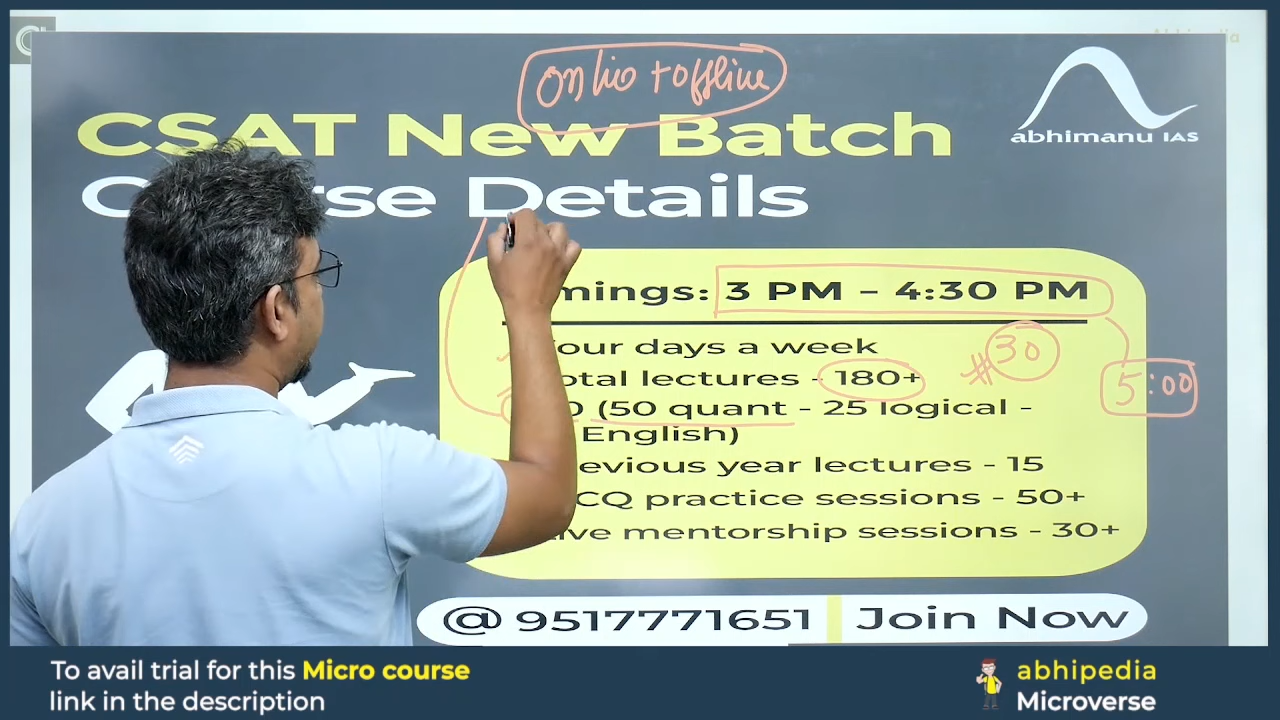 online + offline
CSAT New Batch
abhimanu IAS
Details
mings: 3 PM – 4:30 PM
our days a week
30
otal lectures - 180+
5:00
0 (50 quant - 25 logical -
English)
evious year lectures - 15
CQ practice sessions - 50+
ive mentorship sessions - 30+
@ 9517771651 Join Now
To avail trial for this Micro course
link in the description
abhipedia
Microverse